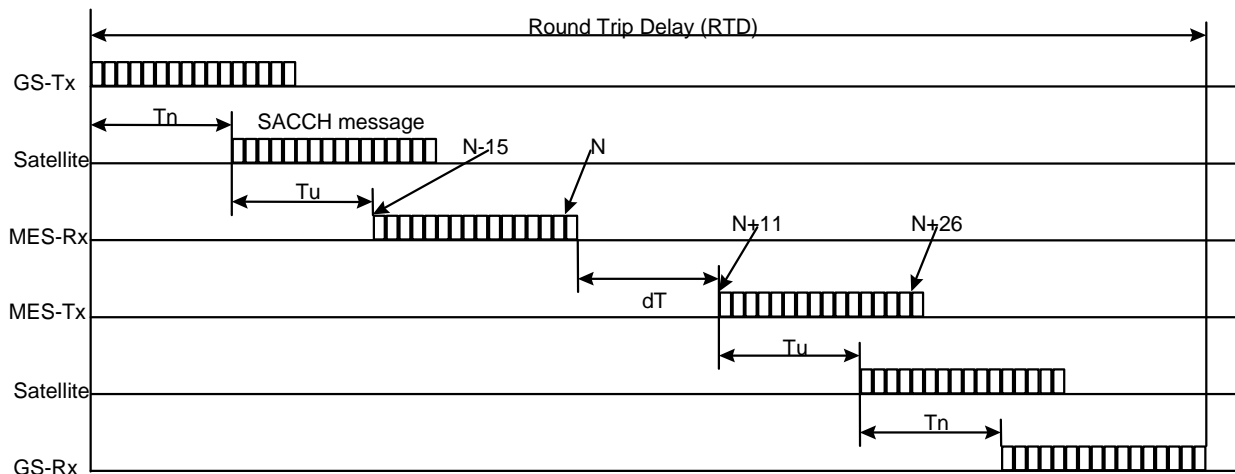 Round Trip Delay (RTD)
GS-Tx
Tn
SACCH message
Satellite
N-15
N
Tu
MES-Rx
N+11
N+26
dT
MES-Tx
Tu
Satellite
Tn
GS-Rx